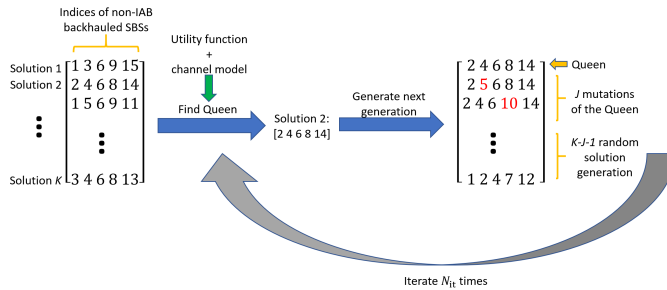 Indices of non-IAB
backhauled SBSs
Solution 1
1 3 6 9 15
Solution 2
2 4 6 8 14
1 5 6 9 11
Solution K
3 4 6 8 13
Utility function
+
channel model
Find Queen
Solution 2:
[2 4 6 8 14]
Generate next
generation
2 4 6 8 14
Queen
2 5 6 8 14
2 4 6 10 14
J mutations
of the Queen
K-J-1 random
solution
generation
1 2 4 7 12
Iterate N_it times